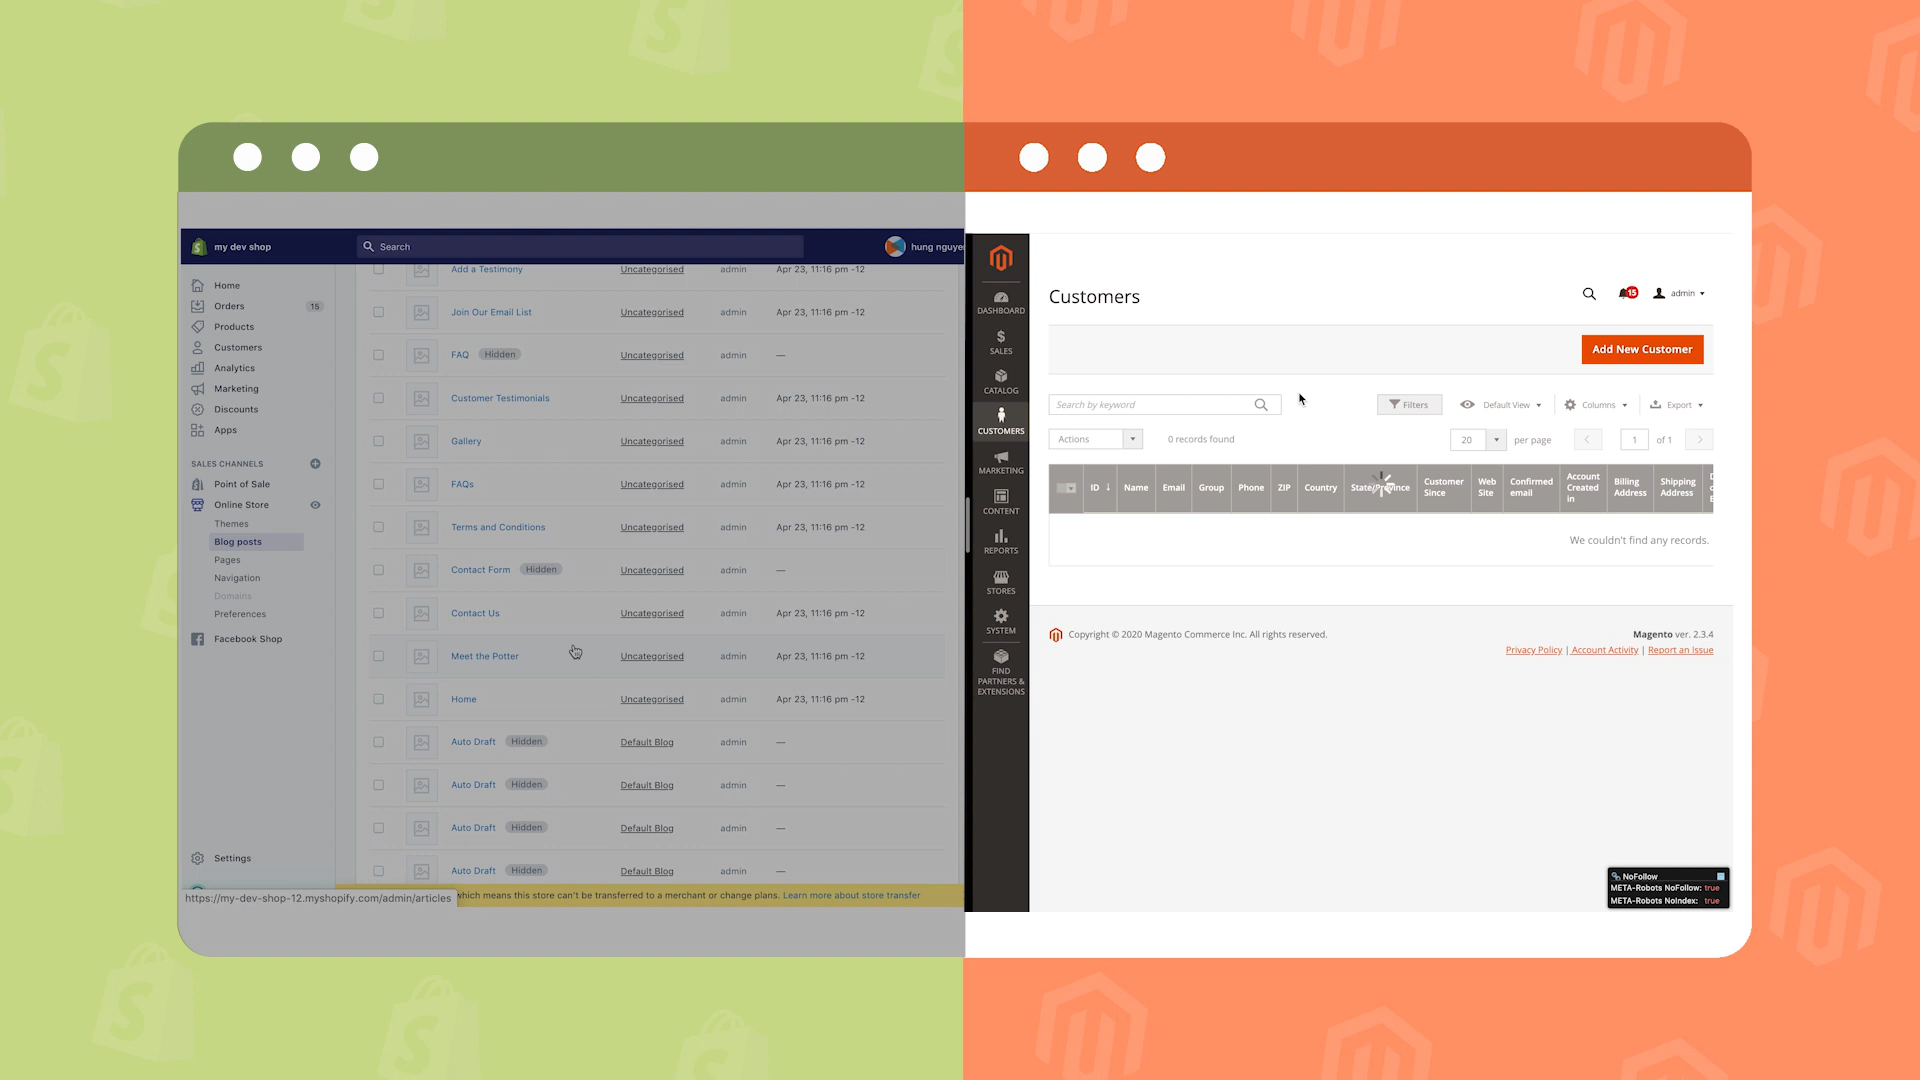 my dev shop
Search
hung nguye
Home
Orders 15
Products
Customers
Analytics
Marketing
Discounts
Apps
SALES CHANNELS
Point of Sale
Online Store
Themes
Blog posts
Pages
Navigation
Domains
Preferences
Facebook Shop
Settings
Add a Testimony Uncategorised admin Apr 23, 11:16 pm -12
Join Our Email List Uncategorised admin Apr 23, 11:16 pm -12
FAQ Hidden Uncategorised admin —
Customer Testimonials Uncategorised admin Apr 23, 11:16 pm -12
Gallery Uncategorised admin Apr 23, 11:16 pm -12
FAQs Uncategorised admin Apr 23, 11:16 pm -12
Terms and Conditions Uncategorised admin Apr 23, 11:16 pm -12
Contact Form Hidden Uncategorised admin —
Contact Us Uncategorised admin Apr 23, 11:16 pm -12
Meet the Potter Uncategorised admin Apr 23, 11:16 pm -12
Home Uncategorised admin Apr 23, 11:16 pm -12
Auto Draft Hidden Default Blog admin —
Auto Draft Hidden Default Blog admin —
Auto Draft Hidden Default Blog admin —
Auto Draft Hidden Default Blog admin —
https://my-dev-shop-12.myshopify.com/admin/articles
which means this store can't be transferred to a merchant or change plans. Learn more about store transfer
DASHBOARD
SALES
CATALOG
CUSTOMERS
MARKETING
CONTENT
REPORTS
STORES
SYSTEM
FIND
PARTNERS &
EXTENSIONS
Customers
15 admin
Add New Customer
Search by keyword
Filters Default View Columns Export
Actions 0 records found 20 per page 1 of 1
ID ↓ Name Email Group Phone ZIP Country State/Province Customer Since Web Site Confirmed email Account Created in Billing Address Shipping Address
We couldn't find any records.
Copyright © 2020 Magento Commerce Inc. All rights reserved.
Magento ver. 2.3.4
Privacy Policy | Account Activity | Report an Issue
NoFollow
META-Robots NoFollow: true
META-Robots NoIndex: true